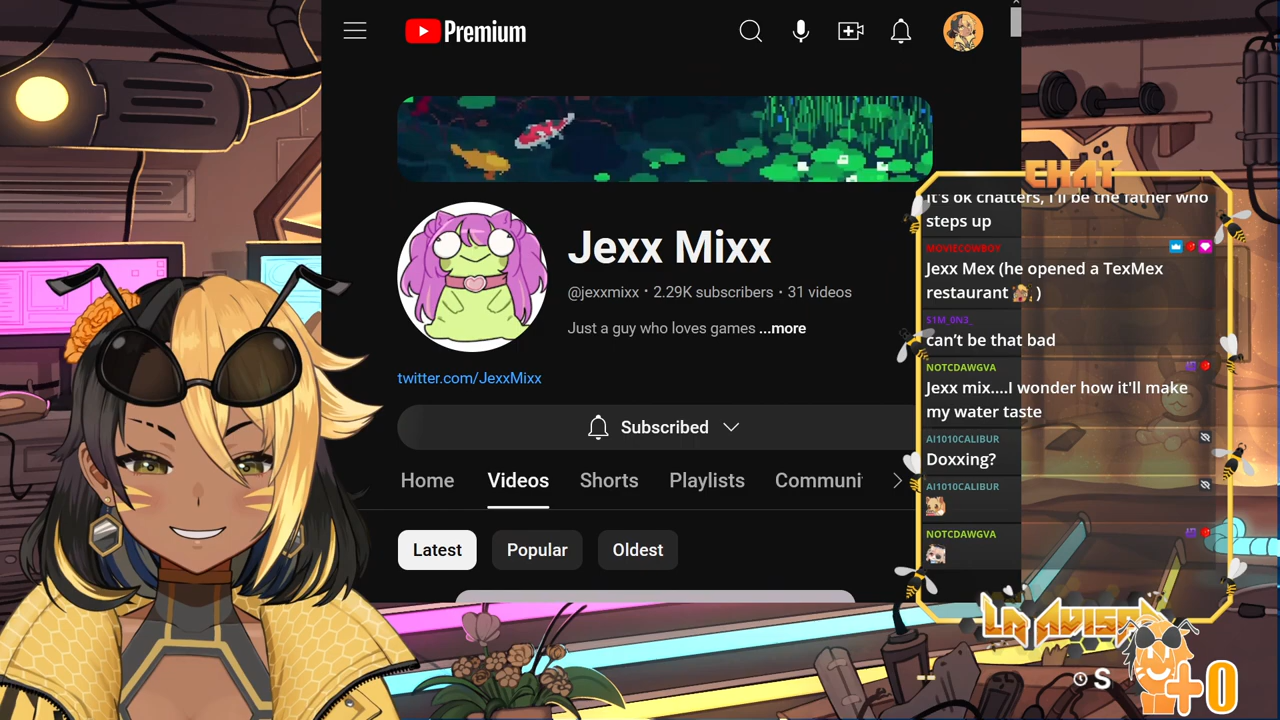 Premium
Jexx Mixx
@jexxmixx • 2.29K subscribers • 31 videos
Just a guy who loves games ...more
twitter.com/JexxMixx
Subscribed
Home Videos Shorts Playlists Communi
Latest Popular Oldest
CHAT
it's ok chatters, I'll be the father who
steps up
MOVIECOWBOY
Jexx Mex (he opened a TexMex
restaurant )
S1M_0N3_
can't be that bad
NOTCDAWGVA
Jexx mix....I wonder how it'll make
my water taste
AI1010CALIBUR
Doxxing?
AI1010CALIBUR
NOTCDAWGVA
LA AVISPA
-- S +0